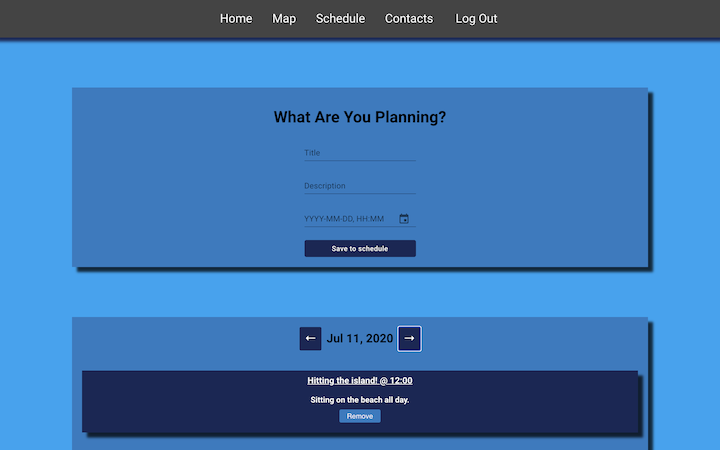 Home Map Schedule Contacts Log Out
What Are You Planning?
Title
Description
YYYY-MM-DD, HH:MM
Save to schedule
← Jul 11, 2020 →
Hitting the island! @ 12:00
Sitting on the beach all day.
Remove